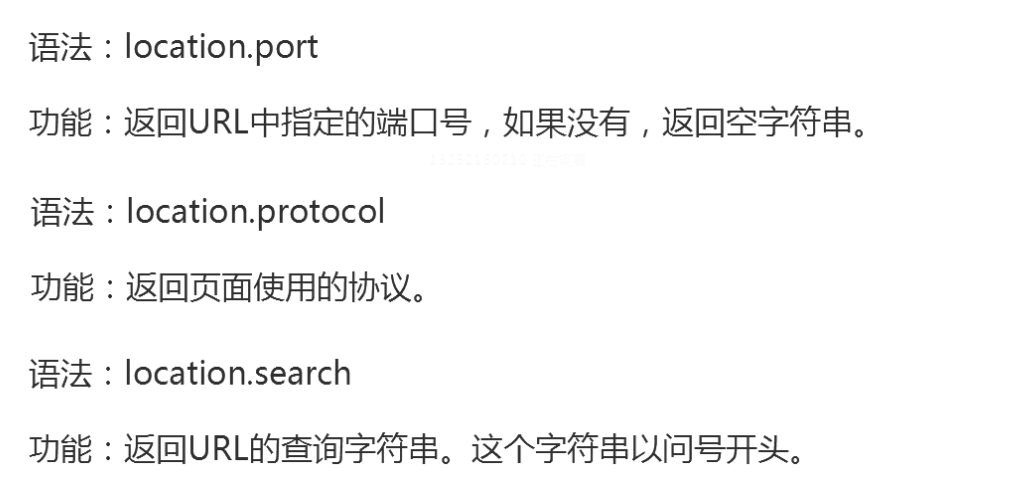 语法：location.port
功能：返回URL中指定的端口号，如果没有，返回空字符串。
语法：location.protocol
功能：返回页面使用的协议。
语法：location.search
功能：返回URL的查询字符串。这个字符串以问号开头。